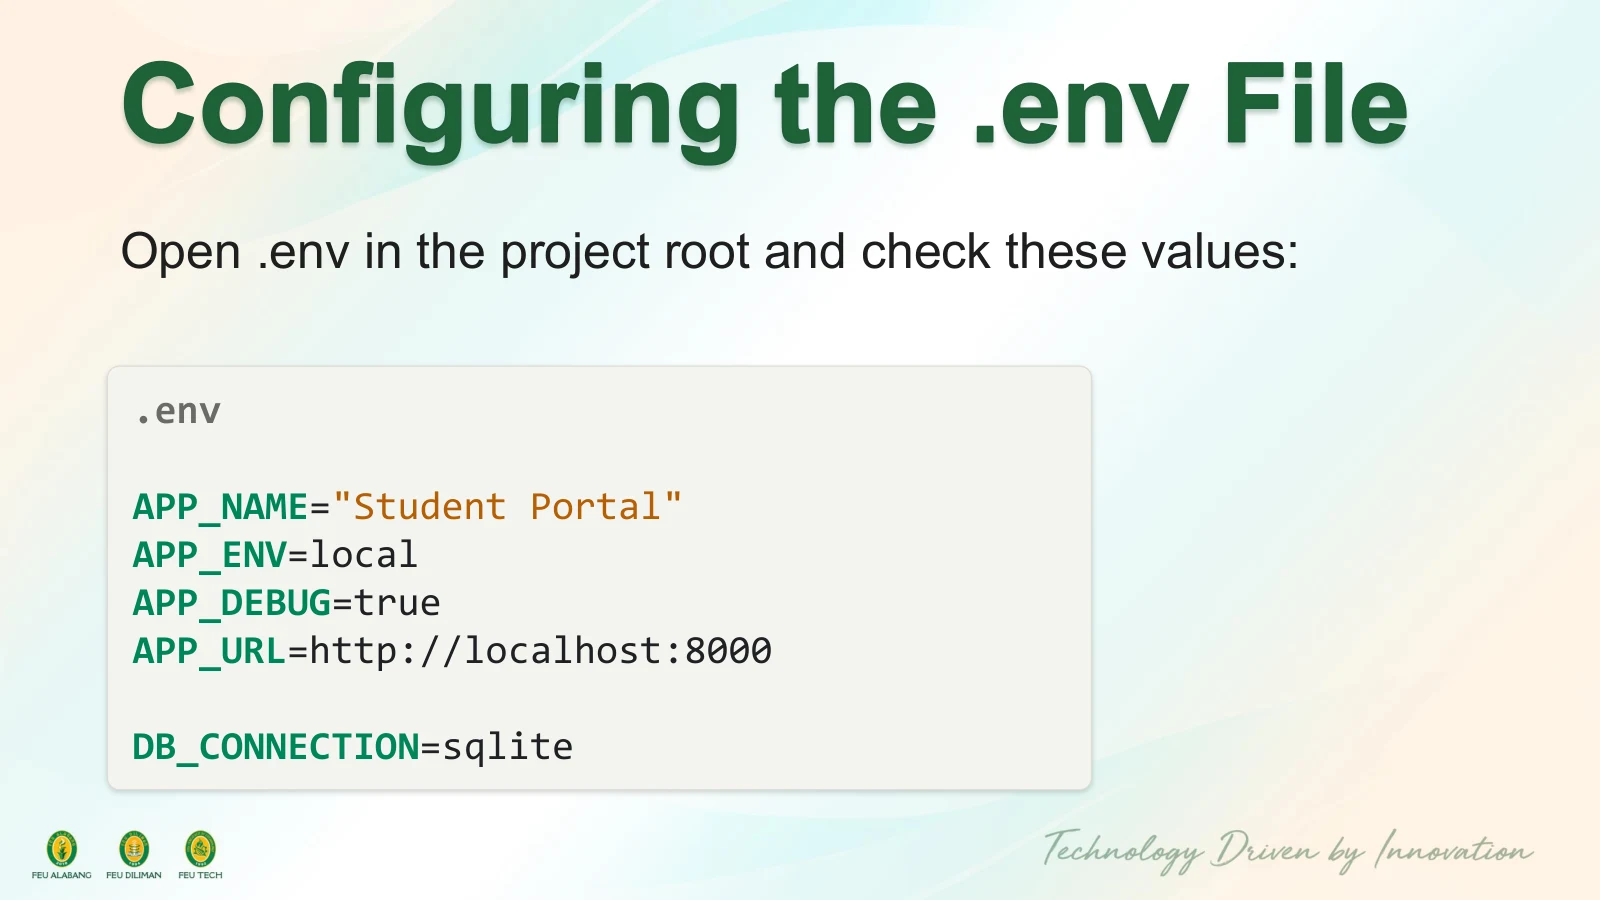 Configuring the .env File
Open .env in the project root and check these values:
.env
APP_NAME="Student Portal"
APP_ENV=local
APP_DEBUG=true
APP_URL=http://localhost:8000
DB_CONNECTION=sqlite
FEU ALABANG
FEU DILIMAN
FEU TECH
Technology Driven by Innovation